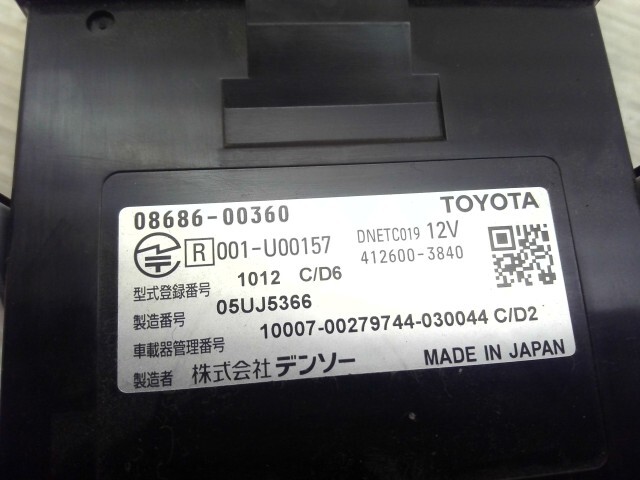 08686-00360 TOYOTA
R 001-U00157 DNETC019 12V
412600-3840
型式登録番号 1012 C/D6
製造番号 05UJ5366
車載器管理番号 10007-00279744-030044 C/D2
製造者 株式会社デンソー MADE IN JAPAN